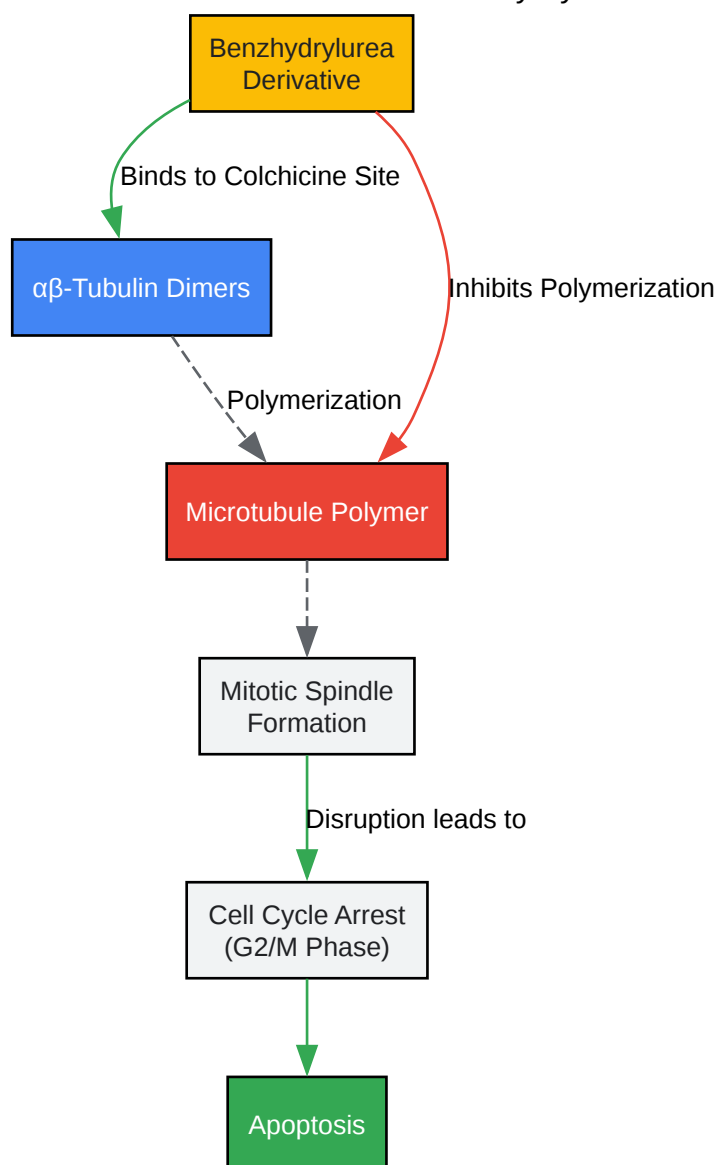 Benzhydrylurea
Derivative
Binds to Colchicine Site
αβ-Tubulin Dimers
Inhibits Polymerization
Polymerization
Microtubule Polymer
Mitotic Spindle
Formation
Disruption leads to
Cell Cycle Arrest
(G2/M Phase)
Apoptosis